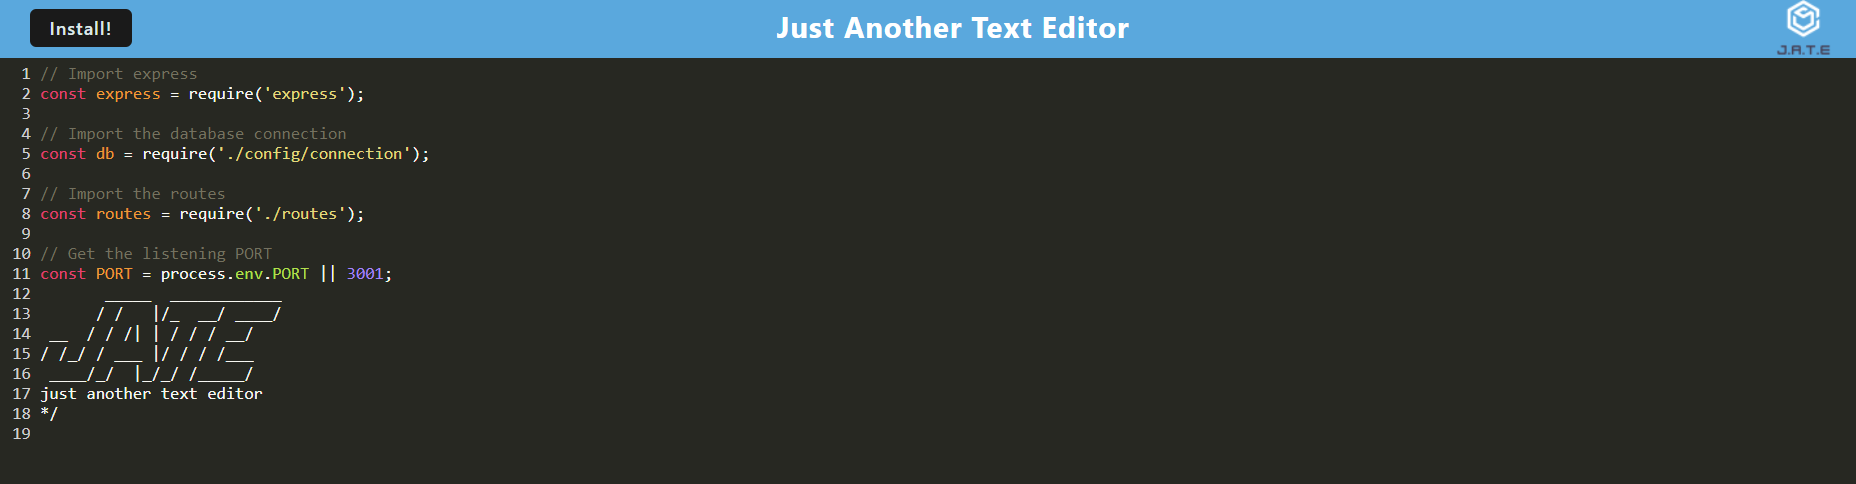 Install!
Just Another Text Editor
J.A.T.E
1 // Import express
2 const express = require('express');
3
4 // Import the database connection
5 const db = require('./config/connection');
6
7 // Import the routes
8 const routes = require('./routes');
9
10 // Get the listening PORT
11 const PORT = process.env.PORT || 3001;
12        _____  ____________
13       / /   |/_  __/ ____/
14  __  / / /| | / / / __/
15 / /_/ / ___ |/ / / /___
16  ____/_/  |_/_/ /_____/
17 just another text editor
18 */
19